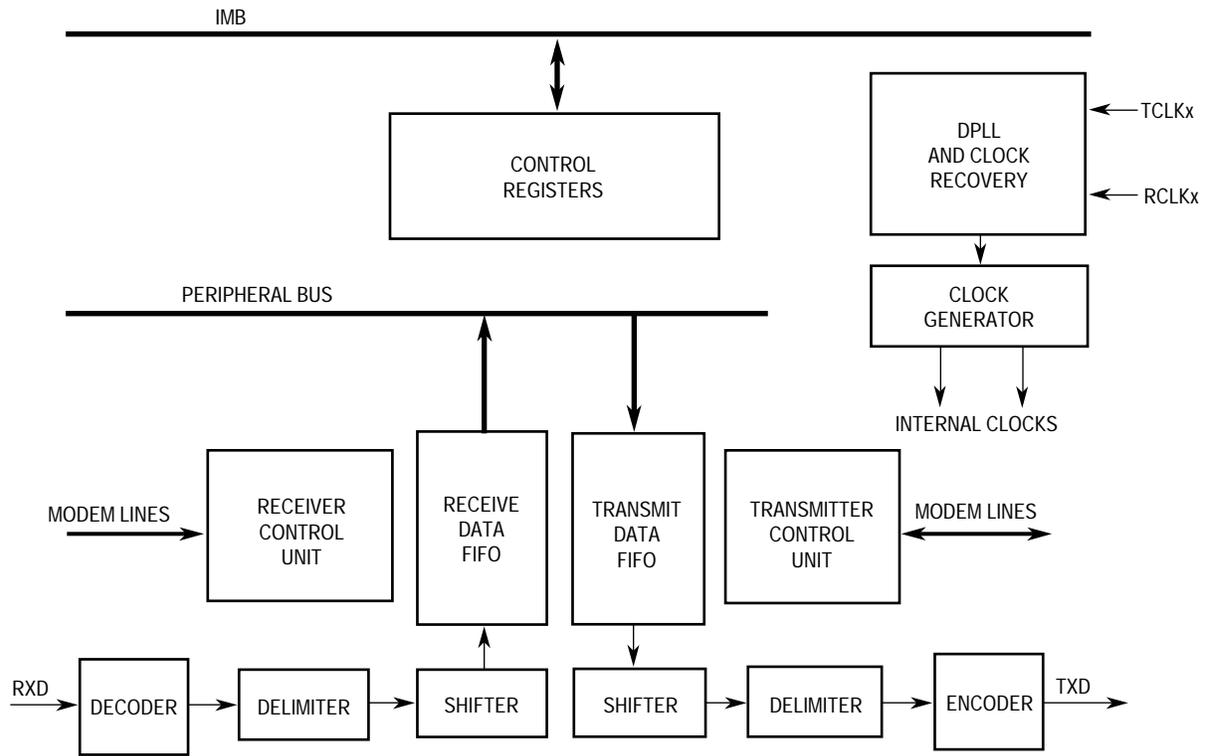 IMB
CONTROL
REGISTERS
DPLL
AND CLOCK
RECOVERY
TCLKx
RCLKx
PERIPHERAL BUS
CLOCK
GENERATOR
INTERNAL CLOCKS
MODEM LINES
RECEIVER
CONTROL
UNIT
RECEIVE
DATA
FIFO
TRANSMIT
DATA
FIFO
TRANSMITTER
CONTROL
UNIT
MODEM LINES
RXD
DECODER
DELIMITER
SHIFTER
SHIFTER
DELIMITER
ENCODER
TXD